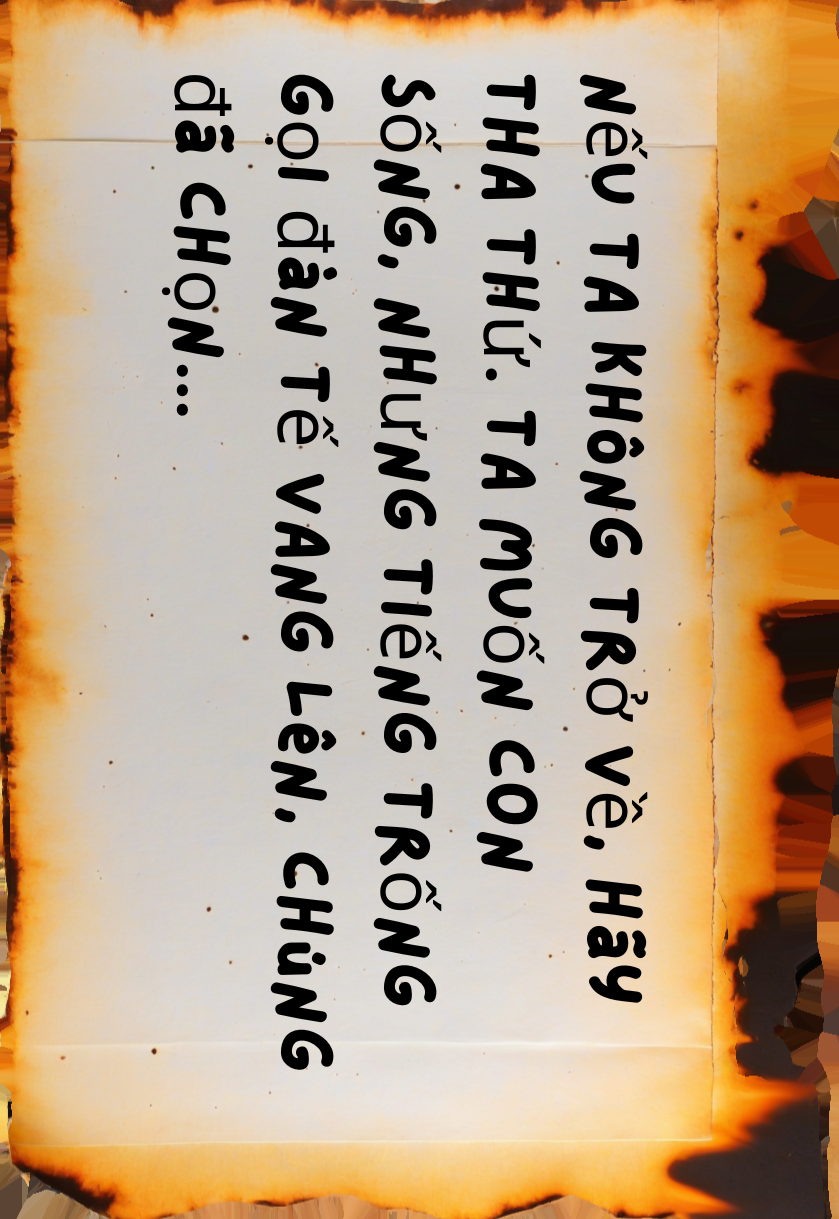 NếU TA KHÔNG TRỞ Về, HÃY
THA THỨ. TA MUỐN CON
SỐNG, NHưNG TIẾNG TRỐNG
GỌI đàN Tế VANG LÊN, CHÚNG
đã CHỌN...